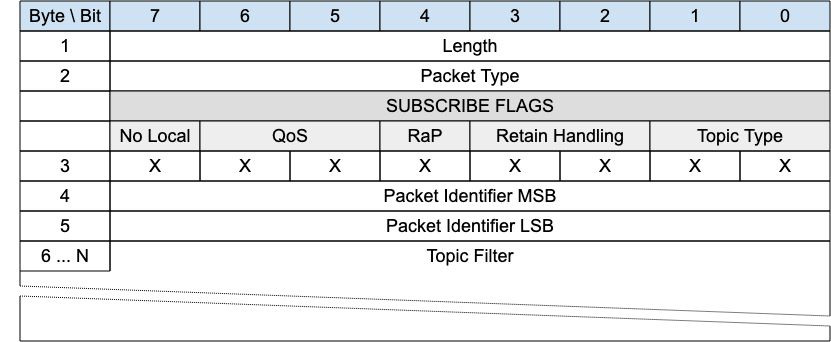 Byte \ Bit 7 6 5 4 3 2 1 0
1 Length
2 Packet Type
SUBSCRIBE FLAGS
No Local QoS RaP Retain Handling Topic Type
3 X X X X X X X X
4 Packet Identifier MSB
5 Packet Identifier LSB
6 ... N Topic Filter